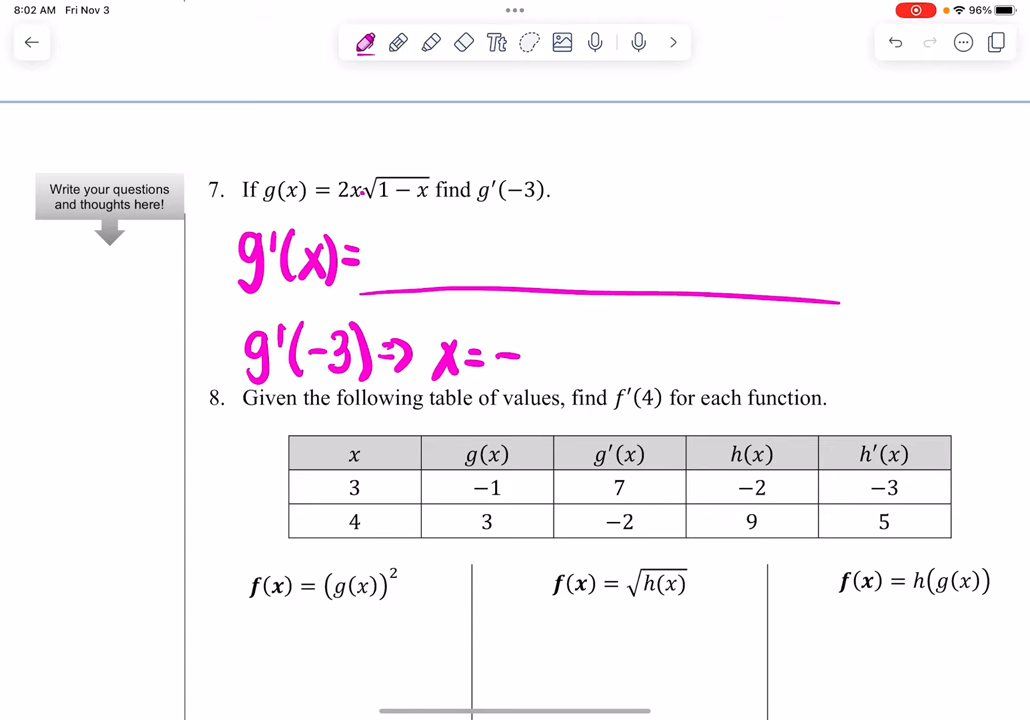 8:02 AM Fri Nov 3
96%
Tt
Write your questions
and thoughts here!
7. If g(x) = 2x√(1 − x) find g′(−3).
g'(x)=
g'(-3)⇒ x= -
8. Given the following table of values, find f′(4) for each function.
x g(x) g′(x) h(x) h′(x)
3 −1 7 −2 −3
4 3 −2 9 5
f(x) = (g(x))² f(x) = √h(x) f(x) = h(g(x))